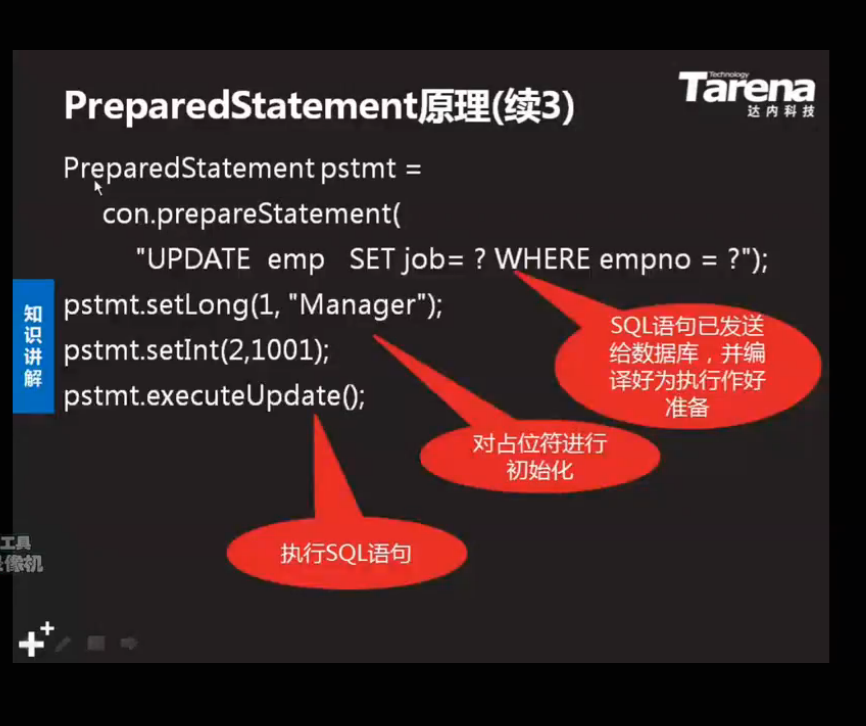 Technology
Tarena
达内科技
PreparedStatement原理(续3)
PreparedStatement pstmt =
con.prepareStatement(
"UPDATE emp SET job= ? WHERE empno = ?");
pstmt.setLong(1, "Manager");
pstmt.setInt(2,1001);
pstmt.executeUpdate();
知识讲解
SQL语句已发送
给数据库，并编
译好为执行作好
准备
对占位符进行
初始化
执行SQL语句
工具
录像机